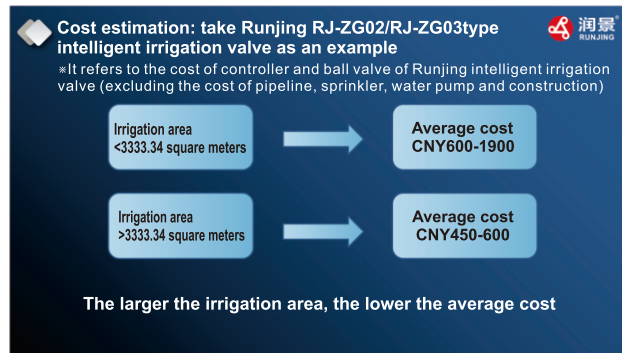 Cost estimation: take Runjing RJ-ZG02/RJ-ZG03type
intelligent irrigation valve as an example
润景®
RUNJING
※It refers to the cost of controller and ball valve of Runjing intelligent irrigation
valve (excluding the cost of pipeline, sprinkler, water pump and construction)
Irrigation area
<3333.34 square meters
Average cost
CNY600-1900
Irrigation area
>3333.34 square meters
Average cost
CNY450-600
The larger the irrigation area, the lower the average cost